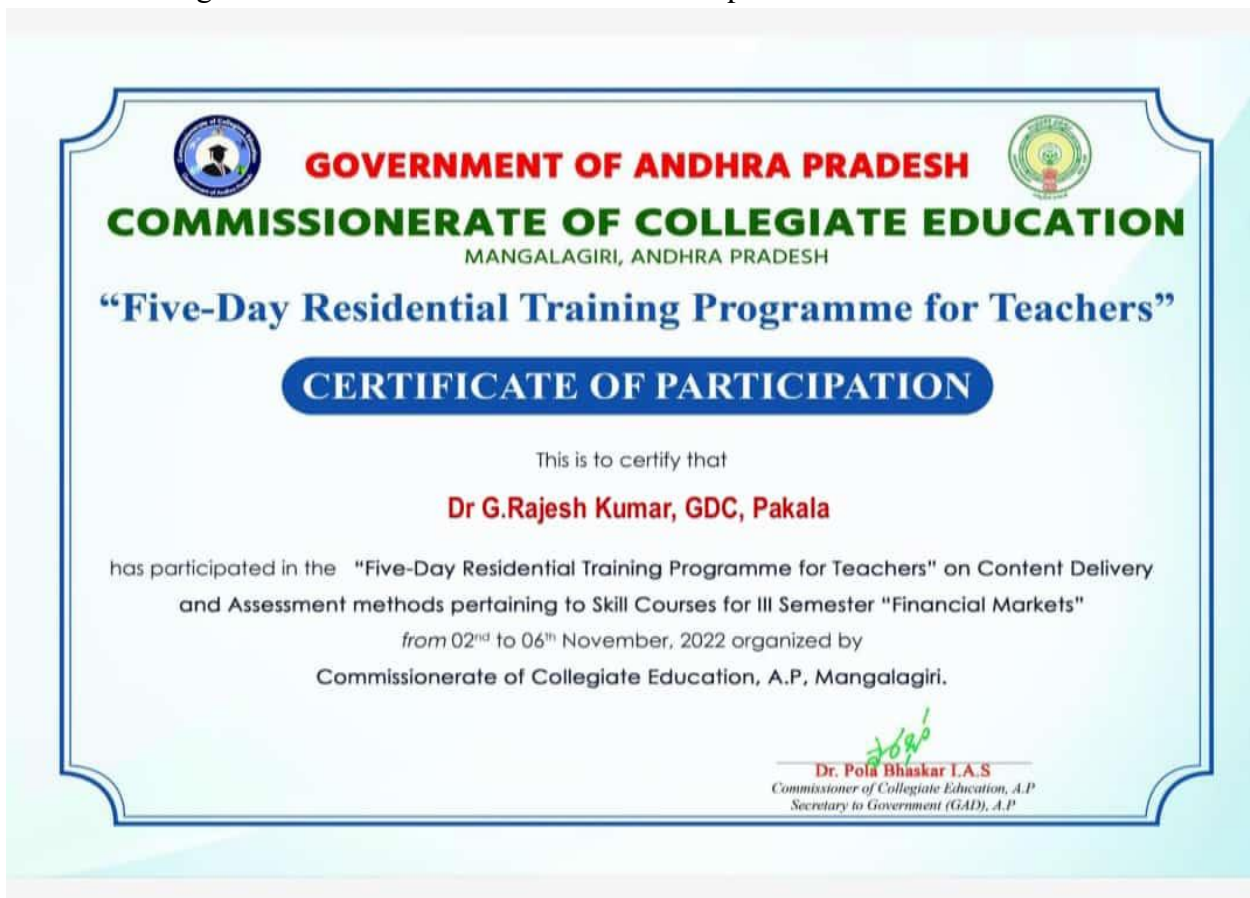 GOVERNMENT OF ANDHRA PRADESH
COMMISSIONERATE OF COLLEGIATE EDUCATION
MANGALAGIRI, ANDHRA PRADESH
“Five-Day Residential Training Programme for Teachers”
CERTIFICATE OF PARTICIPATION
This is to certify that
Dr G.Rajesh Kumar, GDC, Pakala
has participated in the "Five-Day Residential Training Programme for Teachers" on Content Delivery
and Assessment methods pertaining to Skill Courses for III Semester "Financial Markets"
from 02nd to 06th November, 2022 organized by
Commissionerate of Collegiate Education, A.P, Mangalagiri.
Dr. Pola Bhaskar I.A.S
Commissioner of Collegiate Education, A.P
Secretary to Government (GAD), A.P